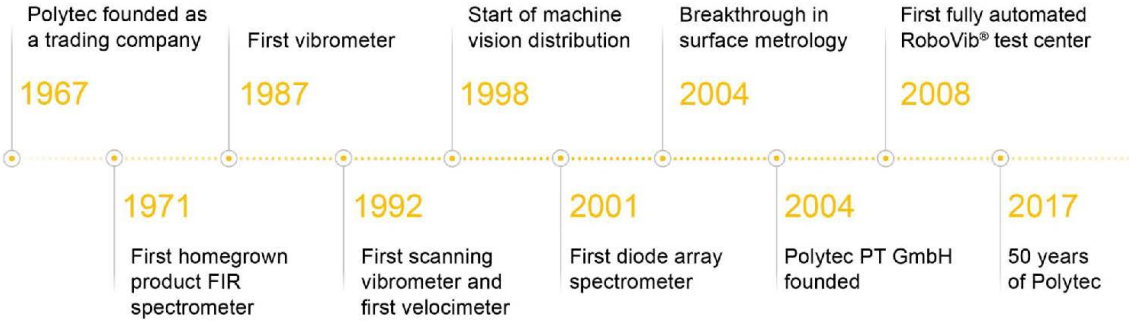 Polytec founded as
a trading company
1967
First vibrometer
1987
Start of machine
vision distribution
1998
Breakthrough in
surface metrology
2004
First fully automated
RoboVib® test center
2008
1971
First homegrown
product FIR
spectrometer
1992
First scanning
vibrometer and
first velocimeter
2001
First diode array
spectrometer
2004
Polytec PT GmbH
founded
2017
50 years
of Polytec